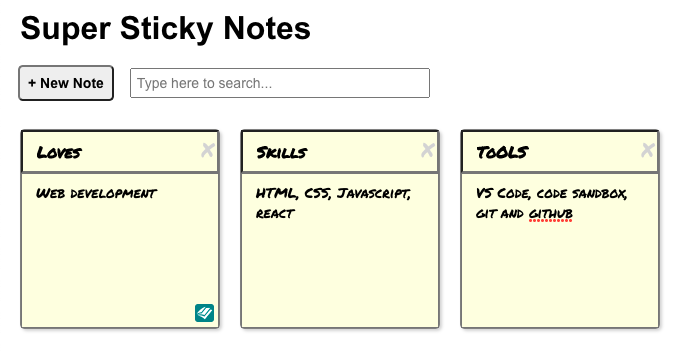 Super Sticky Notes
+ New Note
Type here to search...
Loves
Web development
Skills
HTML, CSS, Javascript,
react
ToOLS
VS Code, code sandbox,
git and github